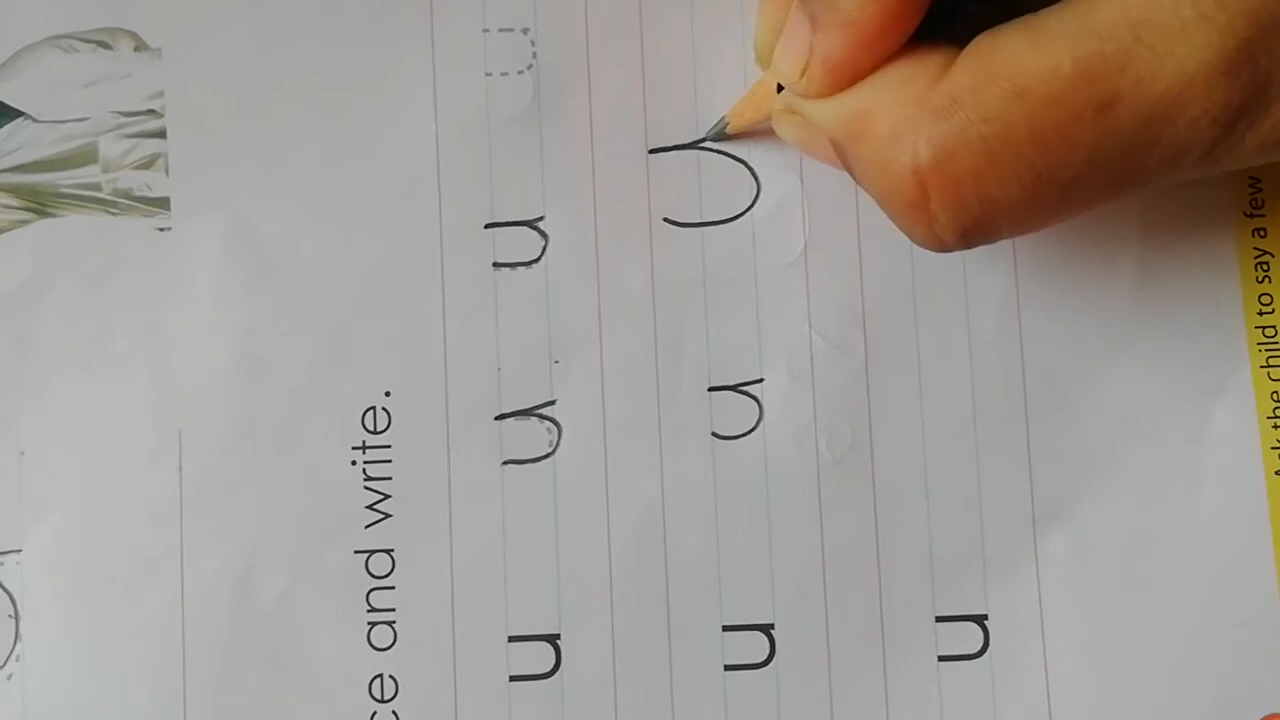 ce and write.
u u u u
u u u
u
Ask the child to say a few